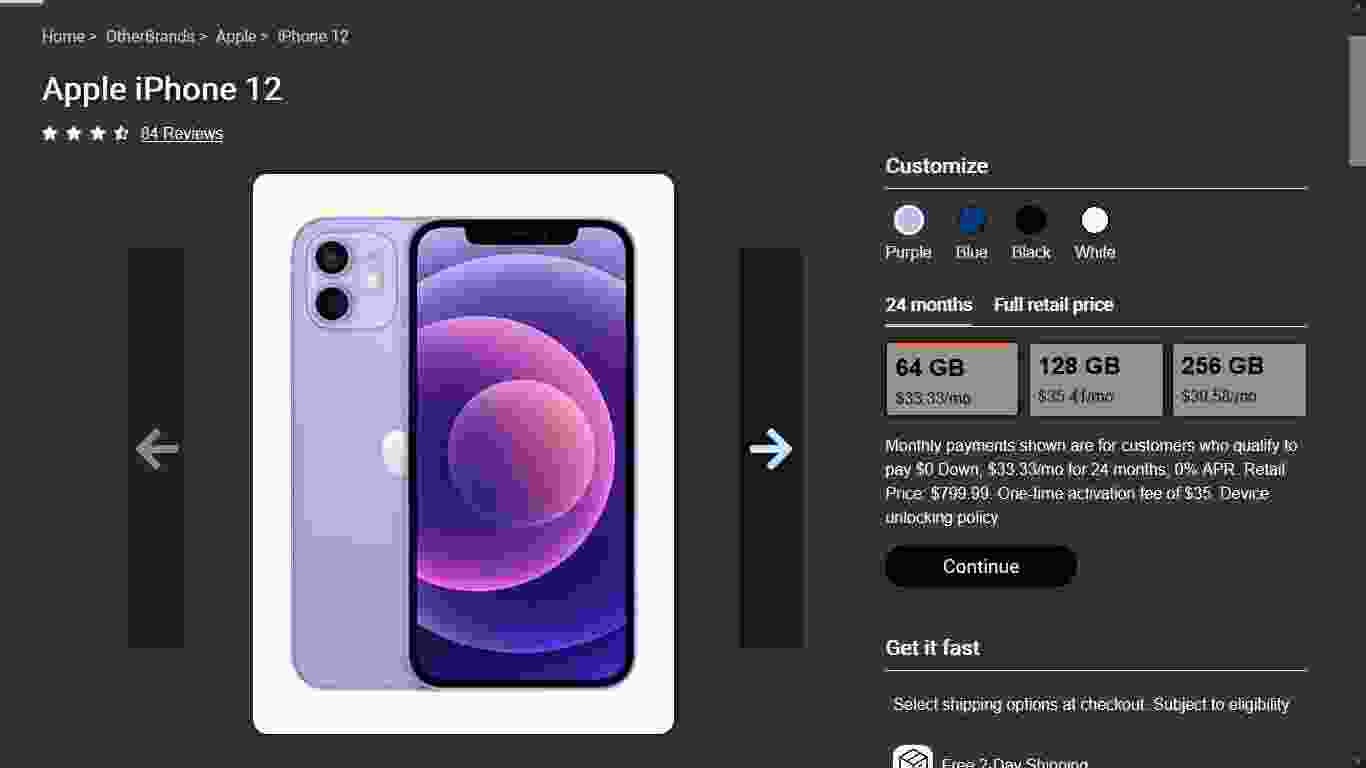 Home > OtherBrands > Apple > iPhone 12
Apple iPhone 12
84 Reviews
Customize
Purple Blue Black White
24 months Full retail price
64 GB 128 GB 256 GB
$33.33/mo $35.41/mo
Monthly payments shown are for customers who qualify to
pay $0 Down, $33.33/mo for 24 months, 0% APR. Retail
Price: $799.99. One-time activation fee of $35. Device
unlocking policy
Continue
Get it fast
Select shipping options at checkout. Subject to eligibility
Free 2-Day Shipping